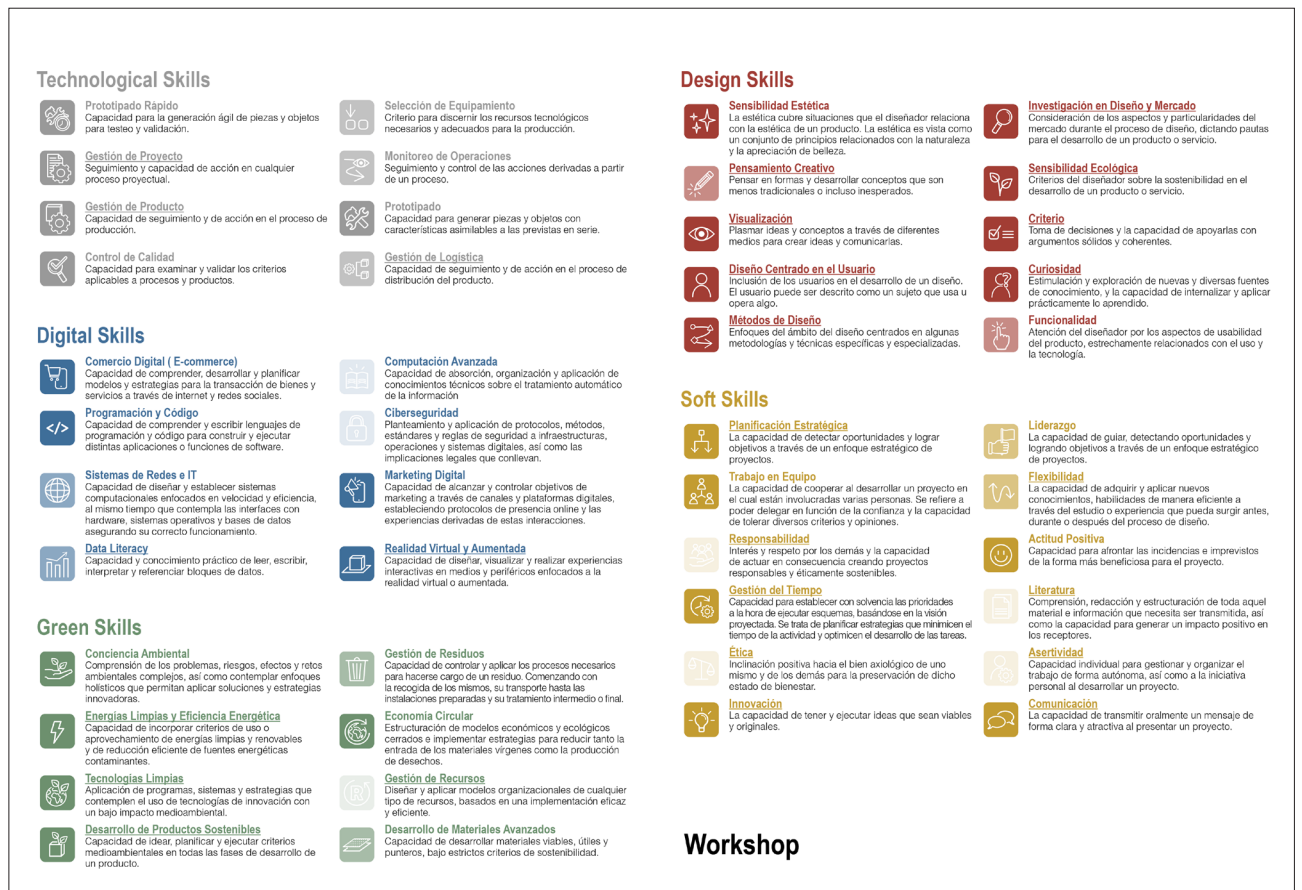 Technological Skills
Prototipado Rápido
Capacidad para la generación ágil de piezas y objetos
para testeo y validación.
Gestión de Proyecto
Seguimiento y capacidad de acción en cualquier
proceso proyectual.
Gestión de Producto
Capacidad de seguimiento y de acción en el proceso de
producción.
Control de Calidad
Capacidad para examinar y validar los criterios
aplicables a procesos y productos.
Selección de Equipamiento
Criterio para discernir los recursos tecnológicos
necesarios y adecuados para la producción.
Monitoreo de Operaciones
Seguimiento y control de las acciones derivadas a partir
de un proceso.
Prototipado
Capacidad para generar piezas y objetos con
características asimilables a las previstas en serie.
Gestión de Logística
Capacidad de seguimiento y de acción en el proceso de
distribución del producto.
Digital Skills
Comercio Digital ( E-commerce)
Capacidad de comprender, desarrollar y planificar
modelos y estrategias para la transacción de bienes y
servicios a través de internet y redes sociales.
</>
Programación y Código
Capacidad de comprender y escribir lenguajes de
programación y código para construir y ejecutar
distintas aplicaciones o funciones de software.
Sistemas de Redes e IT
Capacidad de diseñar y establecer sistemas
computacionales enfocados en velocidad y eficiencia,
al mismo tiempo que contempla las interfaces con
hardware, sistemas operativos y bases de datos
asegurando su correcto funcionamiento.
Data Literacy
Capacidad y conocimiento práctico de leer, escribir,
interpretar y referenciar bloques de datos.
Computación Avanzada
Capacidad de absorción, organización y aplicación de
conocimientos técnicos sobre el tratamiento automático
de la información
Ciberseguridad
Planteamiento y aplicación de protocolos, métodos,
estándares y reglas de seguridad a infraestructuras,
operaciones y sistemas digitales, así como las
implicaciones legales que conllevan.
Marketing Digital
Capacidad de alcanzar y controlar objetivos de
marketing a través de canales y plataformas digitales,
estableciendo protocolos de presencia online y las
experiencias derivadas de estas interacciones.
Realidad Virtual y Aumentada
Capacidad de diseñar, visualizar y realizar experiencias
interactivas en medios y periféricos enfocados a la
realidad virtual o aumentada.
Green Skills
Conciencia Ambiental
Comprensión de los problemas, riesgos, efectos y retos
ambientales complejos, así como contemplar enfoques
holísticos que permitan aplicar soluciones y estrategias
innovadoras.
Energías Limpias y Eficiencia Energética
Capacidad de incorporar criterios de uso o
aprovechamiento de energías limpias y renovables
y de reducción eficiente de fuentes energéticas
contaminantes.
Tecnologías Limpias
Aplicación de programas, sistemas y estrategias que
contemplen el uso de tecnologías de innovación con
un bajo impacto medioambiental.
Desarrollo de Productos Sostenibles
Capacidad de idear, planificar y ejecutar criterios
medioambientales en todas las fases de desarrollo de
un producto.
Gestión de Residuos
Capacidad de controlar y aplicar los procesos necesarios
para hacerse cargo de un residuo. Comenzando con
la recogida de los mismos, su transporte hasta las
instalaciones preparadas y su tratamiento intermedio o final.
Economía Circular
Estructuración de modelos económicos y ecológicos
cerrados e implementar estrategias para reducir tanto la
entrada de los materiales vírgenes como la producción
de desechos.
R
Gestión de Recursos
Diseñar y aplicar modelos organizacionales de cualquier
tipo de recursos, basados en una implementación eficaz
y eficiente.
Desarrollo de Materiales Avanzados
Capacidad de desarrollar materiales viables, útiles y
punteros, bajo estrictos criterios de sostenibilidad.
Design Skills
Sensibilidad Estética
La estética cubre situaciones que el diseñador relaciona
con la estética de un producto. La estética es vista como
un conjunto de principios relacionados con la naturaleza
y la apreciación de belleza.
Pensamiento Creativo
Pensar en formas y desarrollar conceptos que son
menos tradicionales o incluso inesperados.
Visualización
Plasmar ideas y conceptos a través de diferentes
medios para crear ideas y comunicarlas.
Diseño Centrado en el Usuario
Inclusión de los usuarios en el desarrollo de un diseño.
El usuario puede ser descrito como un sujeto que usa u
opera algo.
Métodos de Diseño
Enfoques del ámbito del diseño centrados en algunas
metodologías y técnicas específicas y especializadas.
Investigación en Diseño y Mercado
Consideración de los aspectos y particularidades del
mercado durante el proceso de diseño, dictando pautas
para el desarrollo de un producto o servicio.
Sensibilidad Ecológica
Criterios del diseñador sobre la sostenibilidad en el
desarrollo de un producto o servicio.
Criterio
Toma de decisiones y la capacidad de apoyarlas con
argumentos sólidos y coherentes.
Curiosidad
Estimulación y exploración de nuevas y diversas fuentes
de conocimiento, y la capacidad de internalizar y aplicar
prácticamente lo aprendido.
Funcionalidad
Atención del diseñador por los aspectos de usabilidad
del producto, estrechamente relacionados con el uso y
la tecnología.
Soft Skills
Planificación Estratégica
La capacidad de detectar oportunidades y lograr
objetivos a través de un enfoque estratégico de
proyectos.
Trabajo en Equipo
La capacidad de cooperar al desarrollar un proyecto en
el cual están involucradas varias personas. Se refiere a
poder delegar en función de la confianza y la capacidad
de tolerar diversos criterios y opiniones.
Responsabilidad
Interés y respeto por los demás y la capacidad
de actuar en consecuencia creando proyectos
responsables y éticamente sostenibles.
Gestión del Tiempo
Capacidad para establecer con solvencia las prioridades
a la hora de ejecutar esquemas, basándose en la visión
proyectada. Se trata de planificar estrategias que minimicen el
tiempo de la actividad y optimicen el desarrollo de las tareas.
Ética
Inclinación positiva hacia el bien axiológico de uno
mismo y de los demás para la preservación de dicho
estado de bienestar.
Innovación
La capacidad de tener y ejecutar ideas que sean viables
y originales.
Liderazgo
La capacidad de guiar, detectando oportunidades y
logrando objetivos a través de un enfoque estratégico
de proyectos.
Flexibilidad
La capacidad de adquirir y aplicar nuevos
conocimientos, habilidades de manera eficiente a
través del estudio o experiencia que pueda surgir antes,
durante o después del proceso de diseño.
Actitud Positiva
Capacidad para afrontar las incidencias e imprevistos
de la forma más beneficiosa para el proyecto.
Literatura
Comprensión, redacción y estructuración de toda aquel
material e información que necesita ser transmitida, así
como la capacidad para generar un impacto positivo en
los receptores.
Asertividad
Capacidad individual para gestionar y organizar el
trabajo de forma autónoma, así como a la iniciativa
personal al desarrollar un proyecto.
Comunicación
La capacidad de transmitir oralmente un mensaje de
forma clara y atractiva al presentar un proyecto.
Workshop